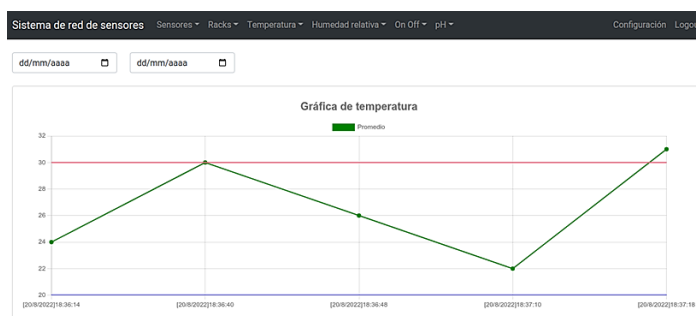 Sistema de red de sensores Sensores Racks Temperatura Humedad relativa On Off pH Configuración
dd/mm/aaaa dd/mm/aaaa
Gráfica de temperatura
Promedio
32
30
28
26
24
22
20
[20/8/2022]18:36:14 [20/8/2022]18:36:40 [20/8/2022]18:36:48 [20/8/2022]18:37:10 [20/8/2022]18:37:18